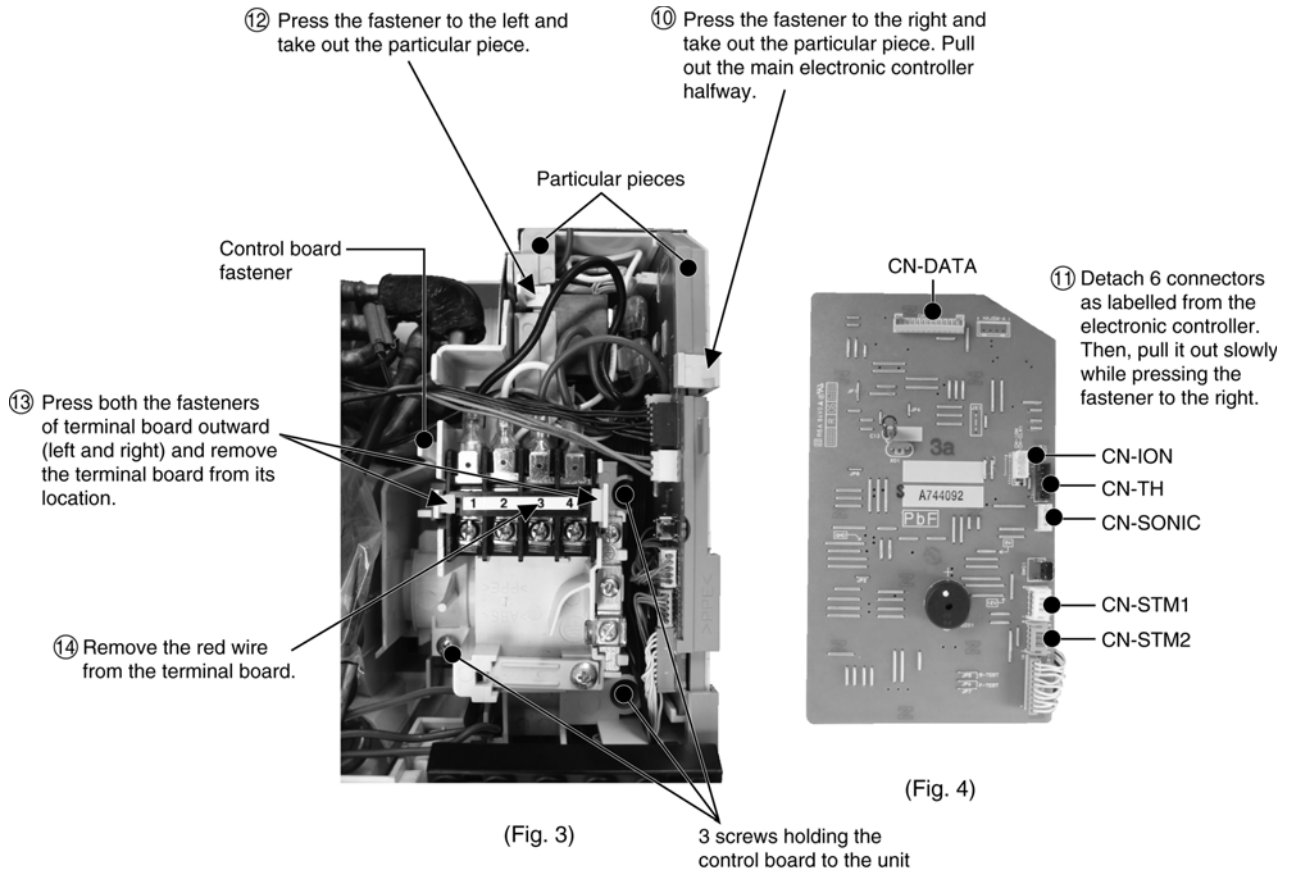 ⑫ Press the fastener to the left and
take out the particular piece.
⑩ Press the fastener to the right and
take out the particular piece. Pull
out the main electronic controller
halfway.
Particular pieces
Control board
fastener
CN-DATA
⑪ Detach 6 connectors
as labelled from the
electronic controller.
Then, pull it out slowly
while pressing the
fastener to the right.
⑬ Press both the fasteners
of terminal board outward
(left and right) and remove
the terminal board from its
location.
1 2 3 4
3a
A744092
PbF
CN-ION
CN-TH
CN-SONIC
CN-STM1
CN-STM2
>PPE<
⑭ Remove the red wire
from the terminal board.
(Fig. 3)
(Fig. 4)
3 screws holding the
control board to the unit